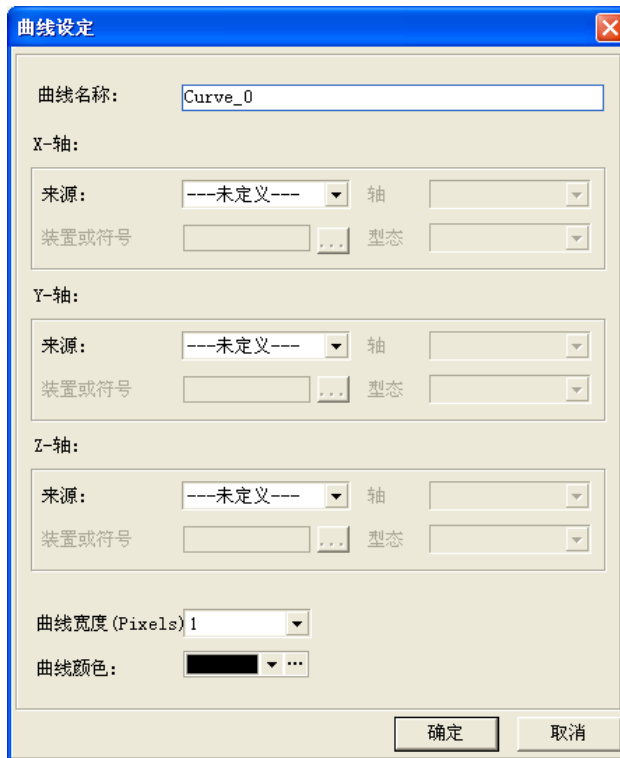 曲线设定
曲线名称: Curve_0
X-轴:
来源: ---未定义--- 轴
装置或符号 ... 型态
Y-轴:
来源: ---未定义--- 轴
装置或符号 ... 型态
Z-轴:
来源: ---未定义--- 轴
装置或符号 ... 型态
曲线宽度(Pixels) 1
曲线颜色: ...
确定 取消